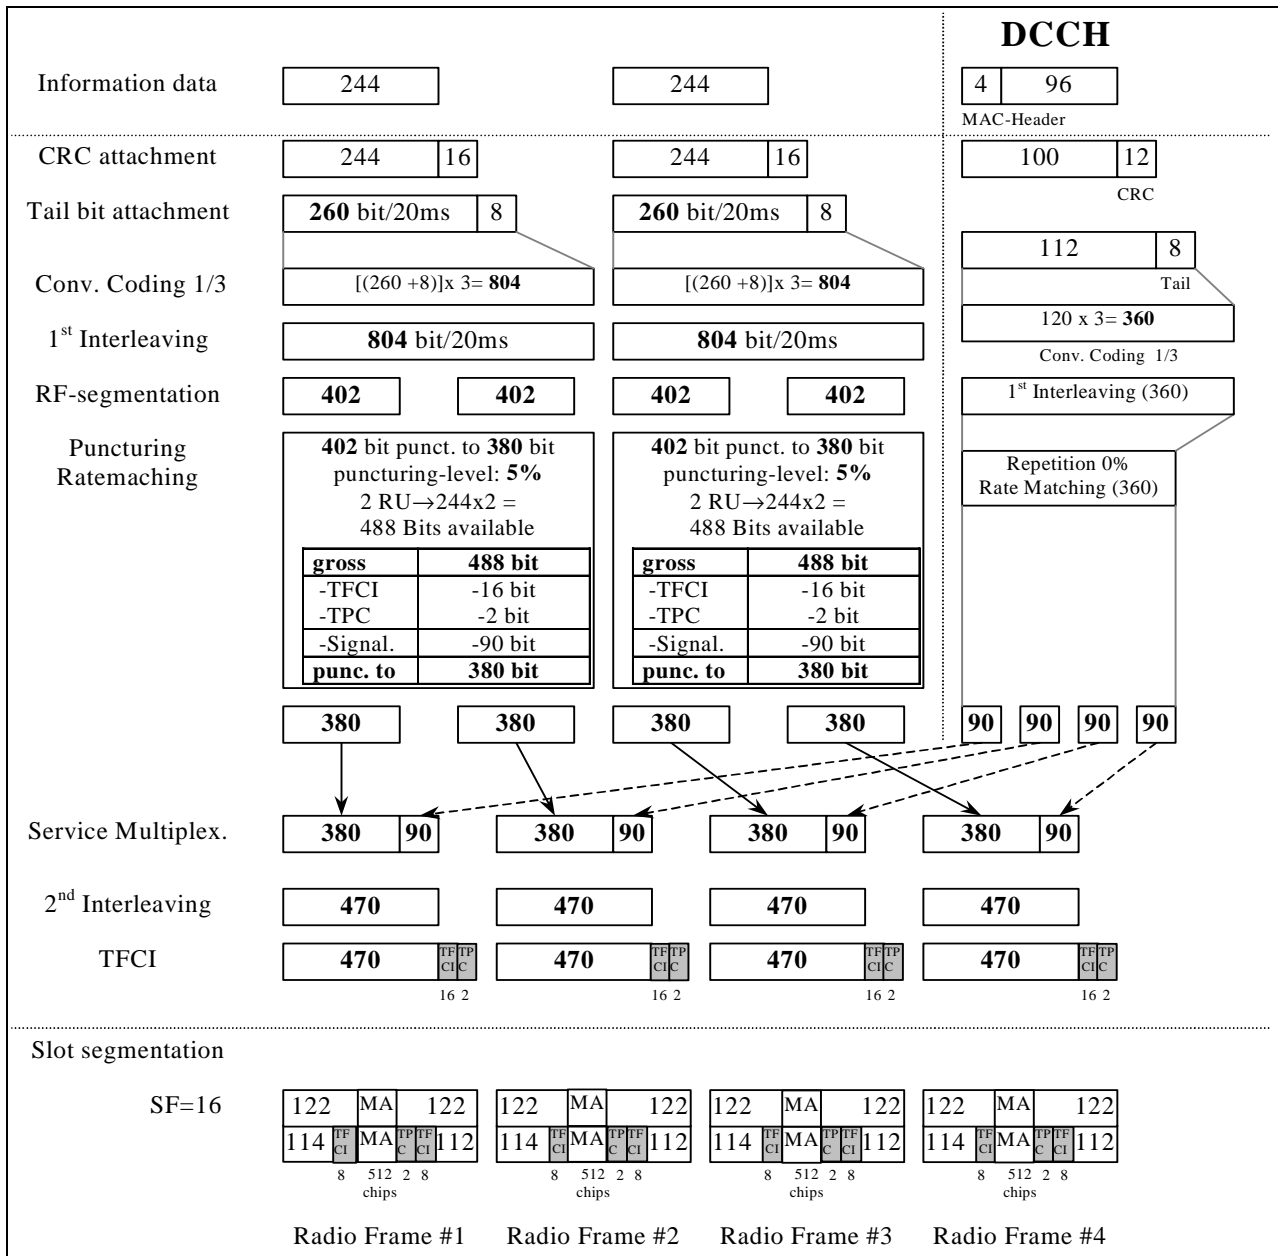 DCCH
Information data 244 244 4 96
MAC-Header
CRC attachment 244 16 244 16 100 12
CRC
Tail bit attachment 260 bit/20ms 8 260 bit/20ms 8
112 8
Tail
Conv. Coding 1/3 [(260 +8)]x 3= 804 [(260 +8)]x 3= 804
120 x 3= 360
Conv. Coding 1/3
1st Interleaving 804 bit/20ms 804 bit/20ms
RF-segmentation 402 402 402 402 1st Interleaving (360)
Puncturing
Ratemaching
402 bit punct. to 380 bit
puncturing-level: 5%
2 RU→244x2 =
488 Bits available
gross 488 bit
-TFCI -16 bit
-TPC -2 bit
-Signal. -90 bit
punc. to 380 bit
402 bit punct. to 380 bit
puncturing-level: 5%
2 RU→244x2 =
488 Bits available
gross 488 bit
-TFCI -16 bit
-TPC -2 bit
-Signal. -90 bit
punc. to 380 bit
Repetition 0%
Rate Matching (360)
380 380 380 380 90 90 90 90
Service Multiplex. 380 90 380 90 380 90 380 90
2nd Interleaving 470 470 470 470
TFCI 470 TF CI TP C 470 TF CI TP C 470 TF CI TP C 470 TF CI TP C
16 2 16 2 16 2 16 2
Slot segmentation
SF=16 122 MA 122 122 MA 122 122 MA 122 122 MA 122
114 TF CI MA TP C TF CI 112 114 TF CI MA TP C TF CI 112 114 TF CI MA TP C TF CI 112 114 TF CI MA TP C TF CI 112
8 512 2 8 8 512 2 8 8 512 2 8 8 512 2 8
chips chips chips chips
Radio Frame #1 Radio Frame #2 Radio Frame #3 Radio Frame #4